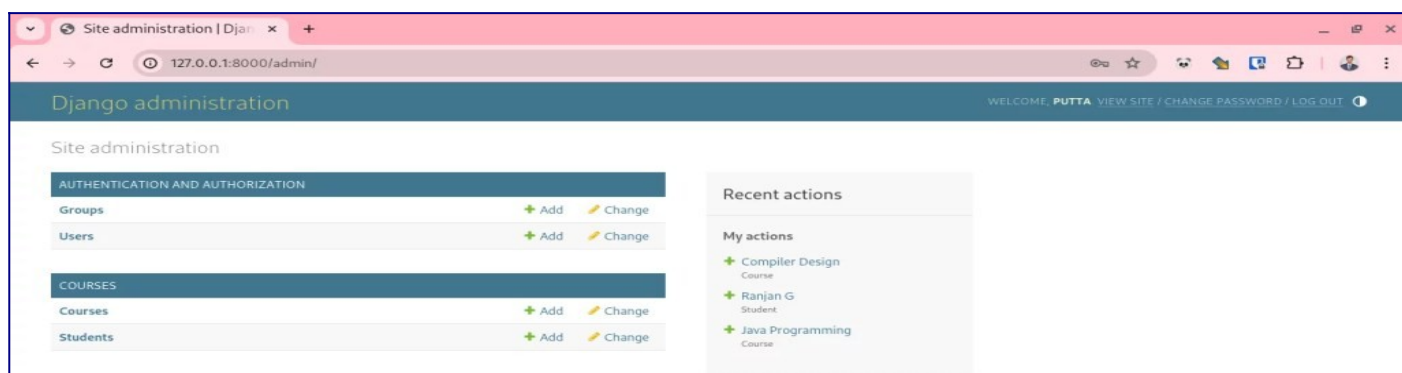 Site administration | Djan
127.0.0.1:8000/admin/
Django administration
WELCOME, PUTTA. VIEW SITE / CHANGE PASSWORD / LOG OUT
Site administration
AUTHENTICATION AND AUTHORIZATION
Groups + Add Change
Users + Add Change
COURSES
Courses + Add Change
Students + Add Change
Recent actions
My actions
+ Compiler Design
Course
+ Ranjan G
Student
+ Java Programming
Course